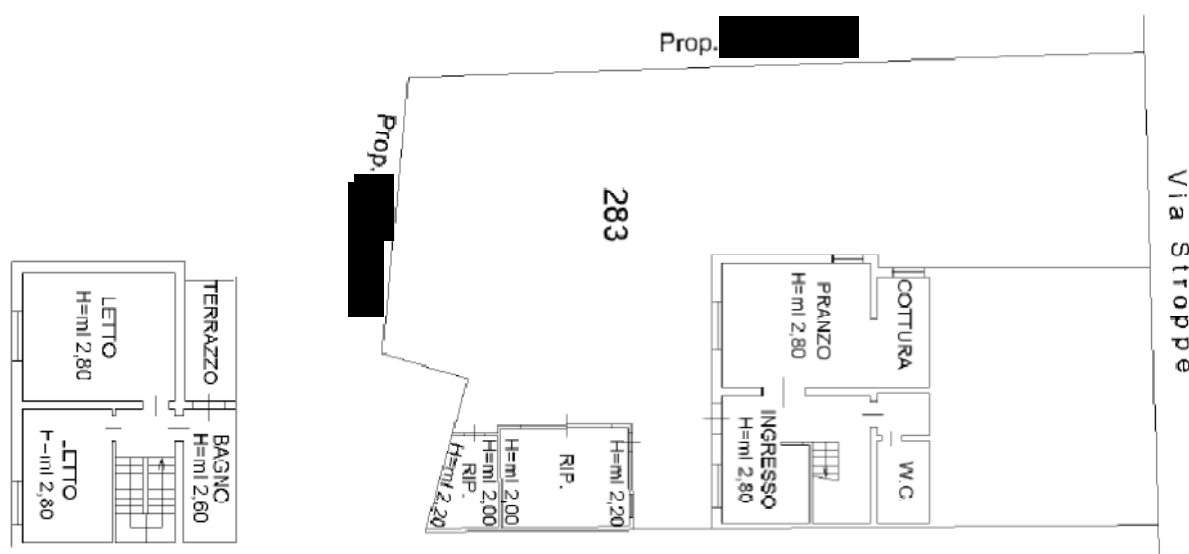 Prop.
Prop.
283
Via Stroppe
LETTO
H=ml 2,80
TERRAZZO
LETTO
H=ml 2,80
BAGNO
H=ml 2,60
PRANZO
H=ml 2,80
COTTURA
INGRESSO
H=ml 2,80
W.C.
H=ml 2,20
RIP.
H=ml 2,00
H=ml 2,00
RIP.
H=ml 2,20